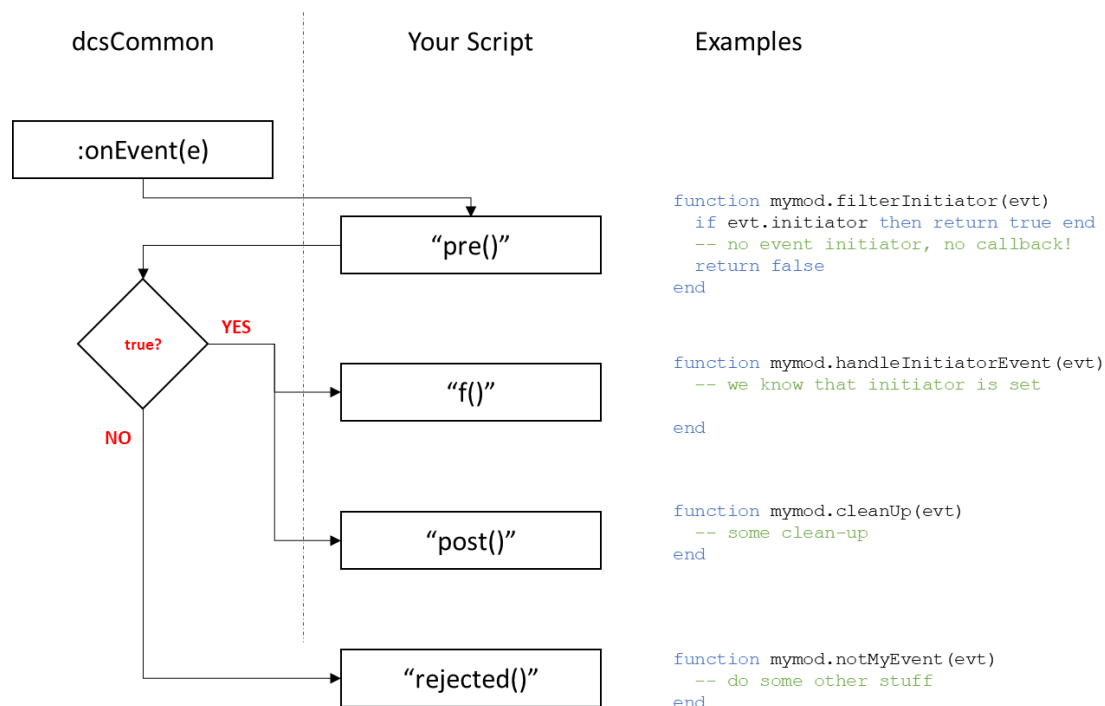 dcsCommon
Your Script
Examples
:onEvent(e)
“pre()”
function mymod.filterInitiator(evt)
  if evt.initiator then return true end
  -- no event initiator, no callback!
  return false
end
true?
YES
“f()”
function mymod.handleInitiatorEvent(evt)
  -- we know that initiator is set
end
NO
“post()”
function mymod.cleanUp(evt)
  -- some clean-up
end
“rejected()”
function mymod.notMyEvent(evt)
  -- do some other stuff
end